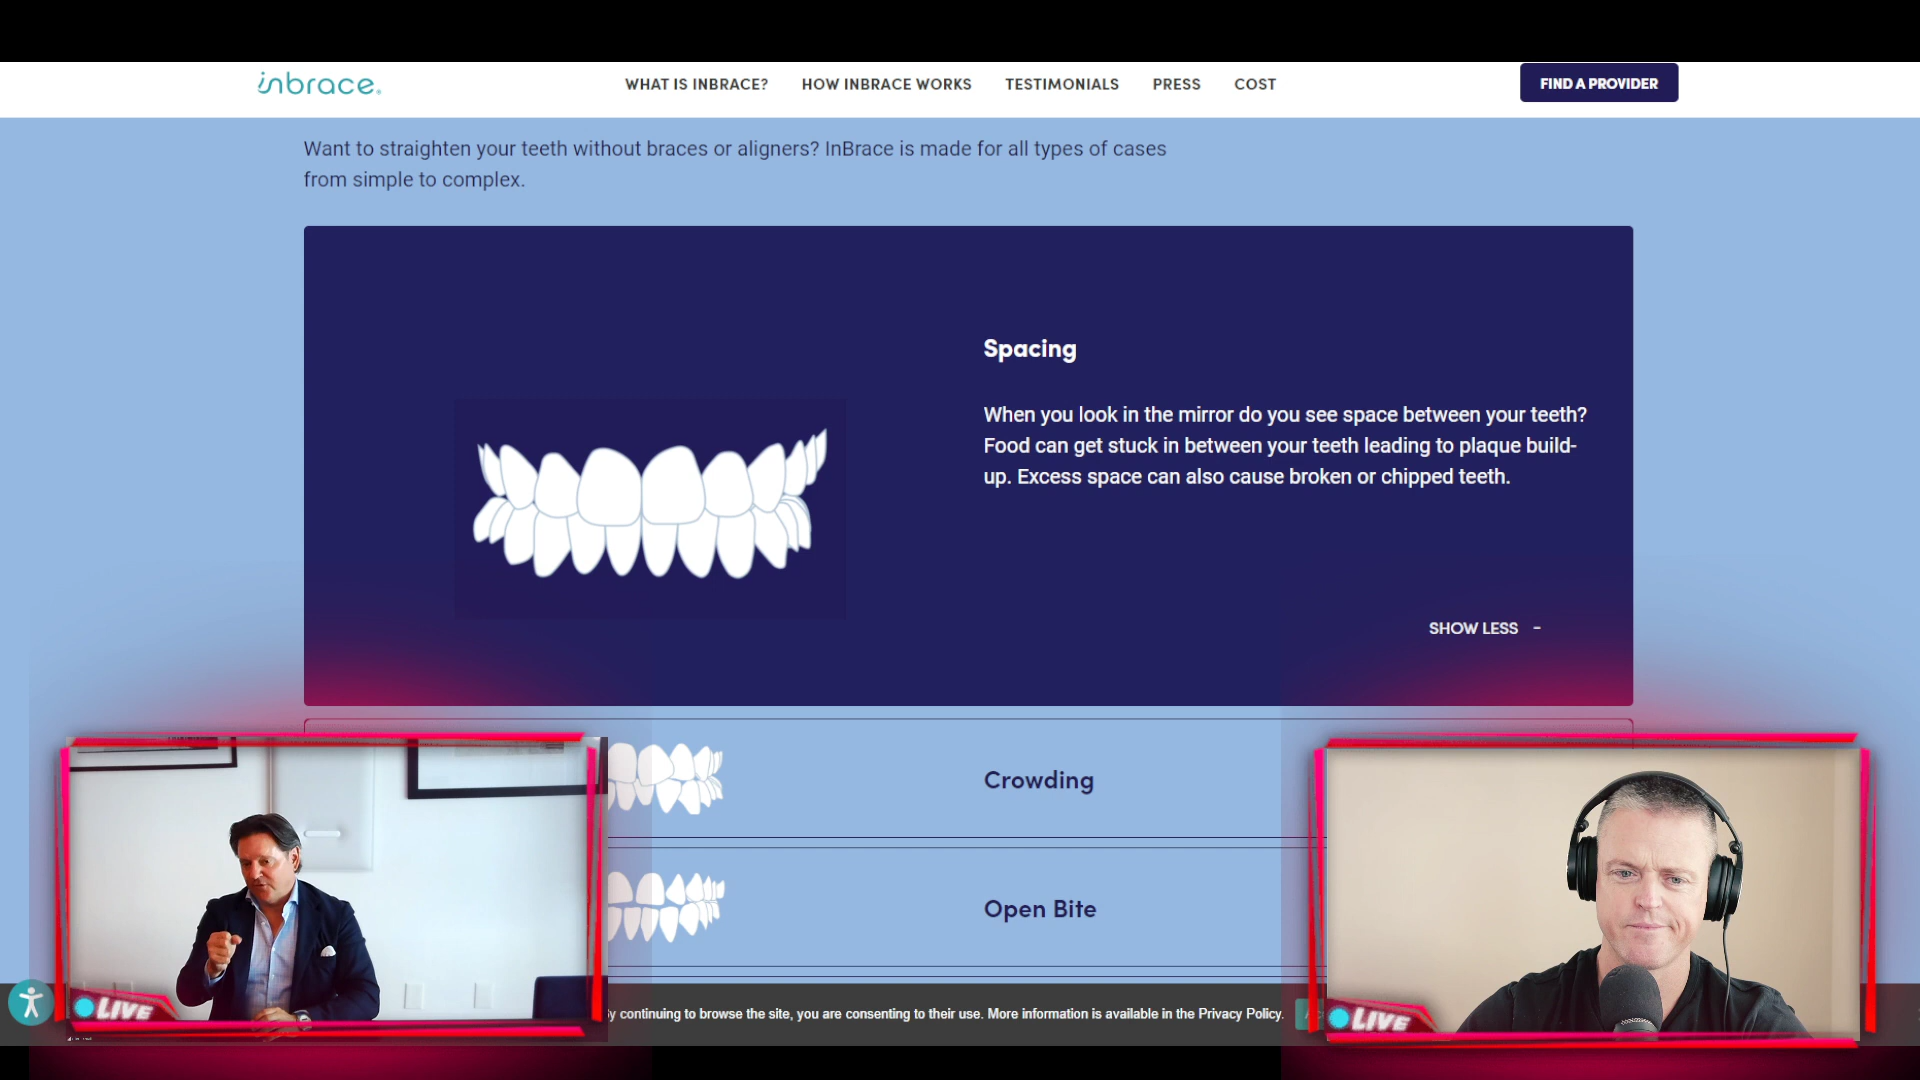 inbrace.
WHAT IS INBRACE? HOW INBRACE WORKS TESTIMONIALS PRESS COST
FIND A PROVIDER
Want to straighten your teeth without braces or aligners? InBrace is made for all types of cases
from simple to complex.
Spacing
When you look in the mirror do you see space between your teeth?
Food can get stuck in between your teeth leading to plaque build-
up. Excess space can also cause broken or chipped teeth.
SHOW LESS -
Crowding
Open Bite
continuing to browse the site, you are consenting to their use. More information is available in the Privacy Policy.
LIVE
LIVE